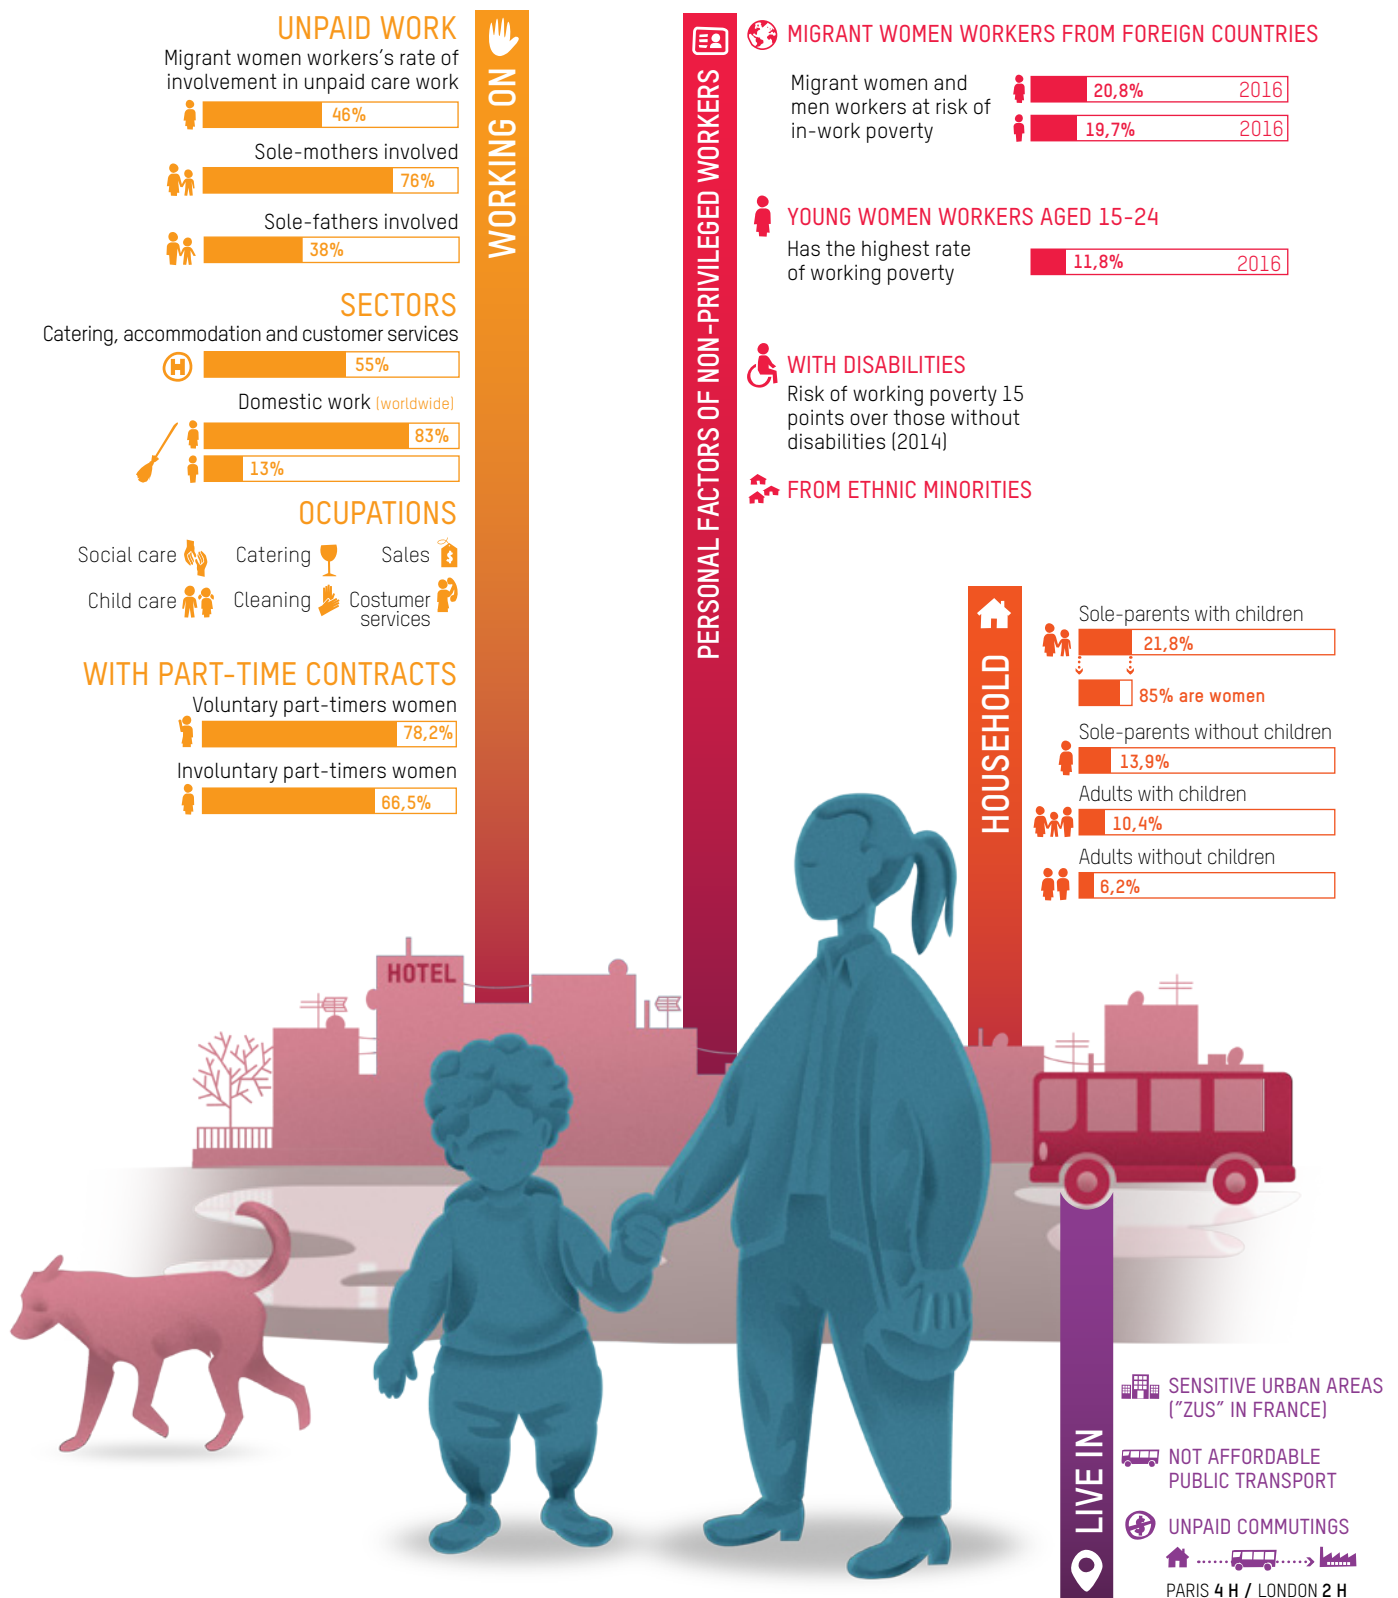 UNPAID WORK
Migrant women workers's rate of
involvement in unpaid care work
46%
Sole-mothers involved
76%
Sole-fathers involved
38%
SECTORS
Catering, accommodation and customer services
55%
Domestic work (worldwide)
83%
13%
OCUPATIONS
Social care
Catering
Sales
Child care
Cleaning
Costumer
services
WITH PART-TIME CONTRACTS
Voluntary part-timers women
78,2%
Involuntary part-timers women
66,5%
WORKING ON
PERSONAL FACTORS OF NON-PRIVILEGED WORKERS
MIGRANT WOMEN WORKERS FROM FOREIGN COUNTRIES
Migrant women and
men workers at risk of
in-work poverty
20,8% 2016
19,7% 2016
YOUNG WOMEN WORKERS AGED 15-24
Has the highest rate
of working poverty
11,8% 2016
WITH DISABILITIES
Risk of working poverty 15
points over those without
disabilities (2014)
FROM ETHNIC MINORITIES
HOUSEHOLD
Sole-parents with children
21,8%
85% are women
Sole-parents without children
13,9%
Adults with children
10,4%
Adults without children
6,2%
HOTEL
LIVE IN
SENSITIVE URBAN AREAS
("ZUS" IN FRANCE)
NOT AFFORDABLE
PUBLIC TRANSPORT
UNPAID COMMUTINGS
PARIS 4 H / LONDON 2 H